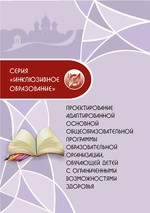 СЕРИЯ
«ИНКЛЮЗИВНОЕ
ОБРАЗОВАНИЕ»
ПРОЕКТИРОВАНИЕ
АДАПТИРОВАННОЙ
ОСНОВНОЙ
ОБЩЕОБРАЗОВАТЕЛЬНОЙ
ПРОГРАММЫ
ОБРАЗОВАТЕЛЬНОЙ
ОРГАНИЗАЦИИ,
ОБУЧАЮЩЕЙ ДЕТЕЙ
С ОГРАНИЧЕННЫМИ
ВОЗМОЖНОСТЯМИ
ЗДОРОВЬЯ